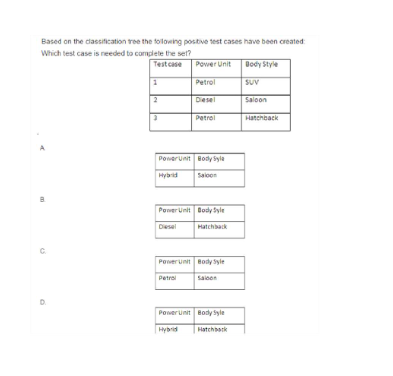 Based on the classification tree the following positive test cases have been created:
Which test case is needed to complete the set?
Test case Power Unit Body Style
1 Petrol SUV
2 Diesel Saloon
3 Petrol Hatchback
A.
Power Unit Body Syle
Hybrid Saloon
B.
Power Unit Body Syle
Diesel Hatchback
C.
Power Unit Body Syle
Petrol Saloon
D.
Power Unit Body Syle
Hybrid Hatchback